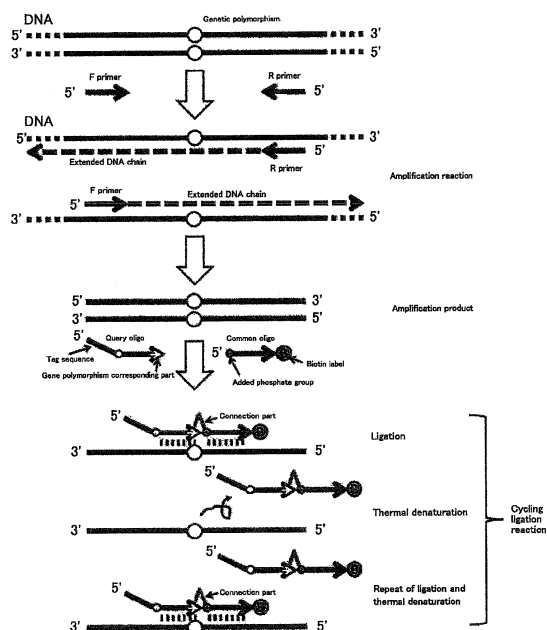 DNA
Genetic polymorphism
5' 3'
3' 5'
F primer R primer
5' 5'
DNA
5' 3'
Extended DNA chain 5'
R primer
Amplification reaction
F primer Extended DNA chain
5'
3' 5'
5' 3'
Amplification product
3' 5'
5' Query oligo Common oligo
5'
Tag sequence Biotin label
Gene polymorphism corresponding part Added phosphate group
5' Connection part
Ligation
3' 5'
5'
Thermal denaturation Cycling
ligation
reaction
3' 5'
5'
5' Connection part Repeat of ligation and
thermal denaturation
3' 5'